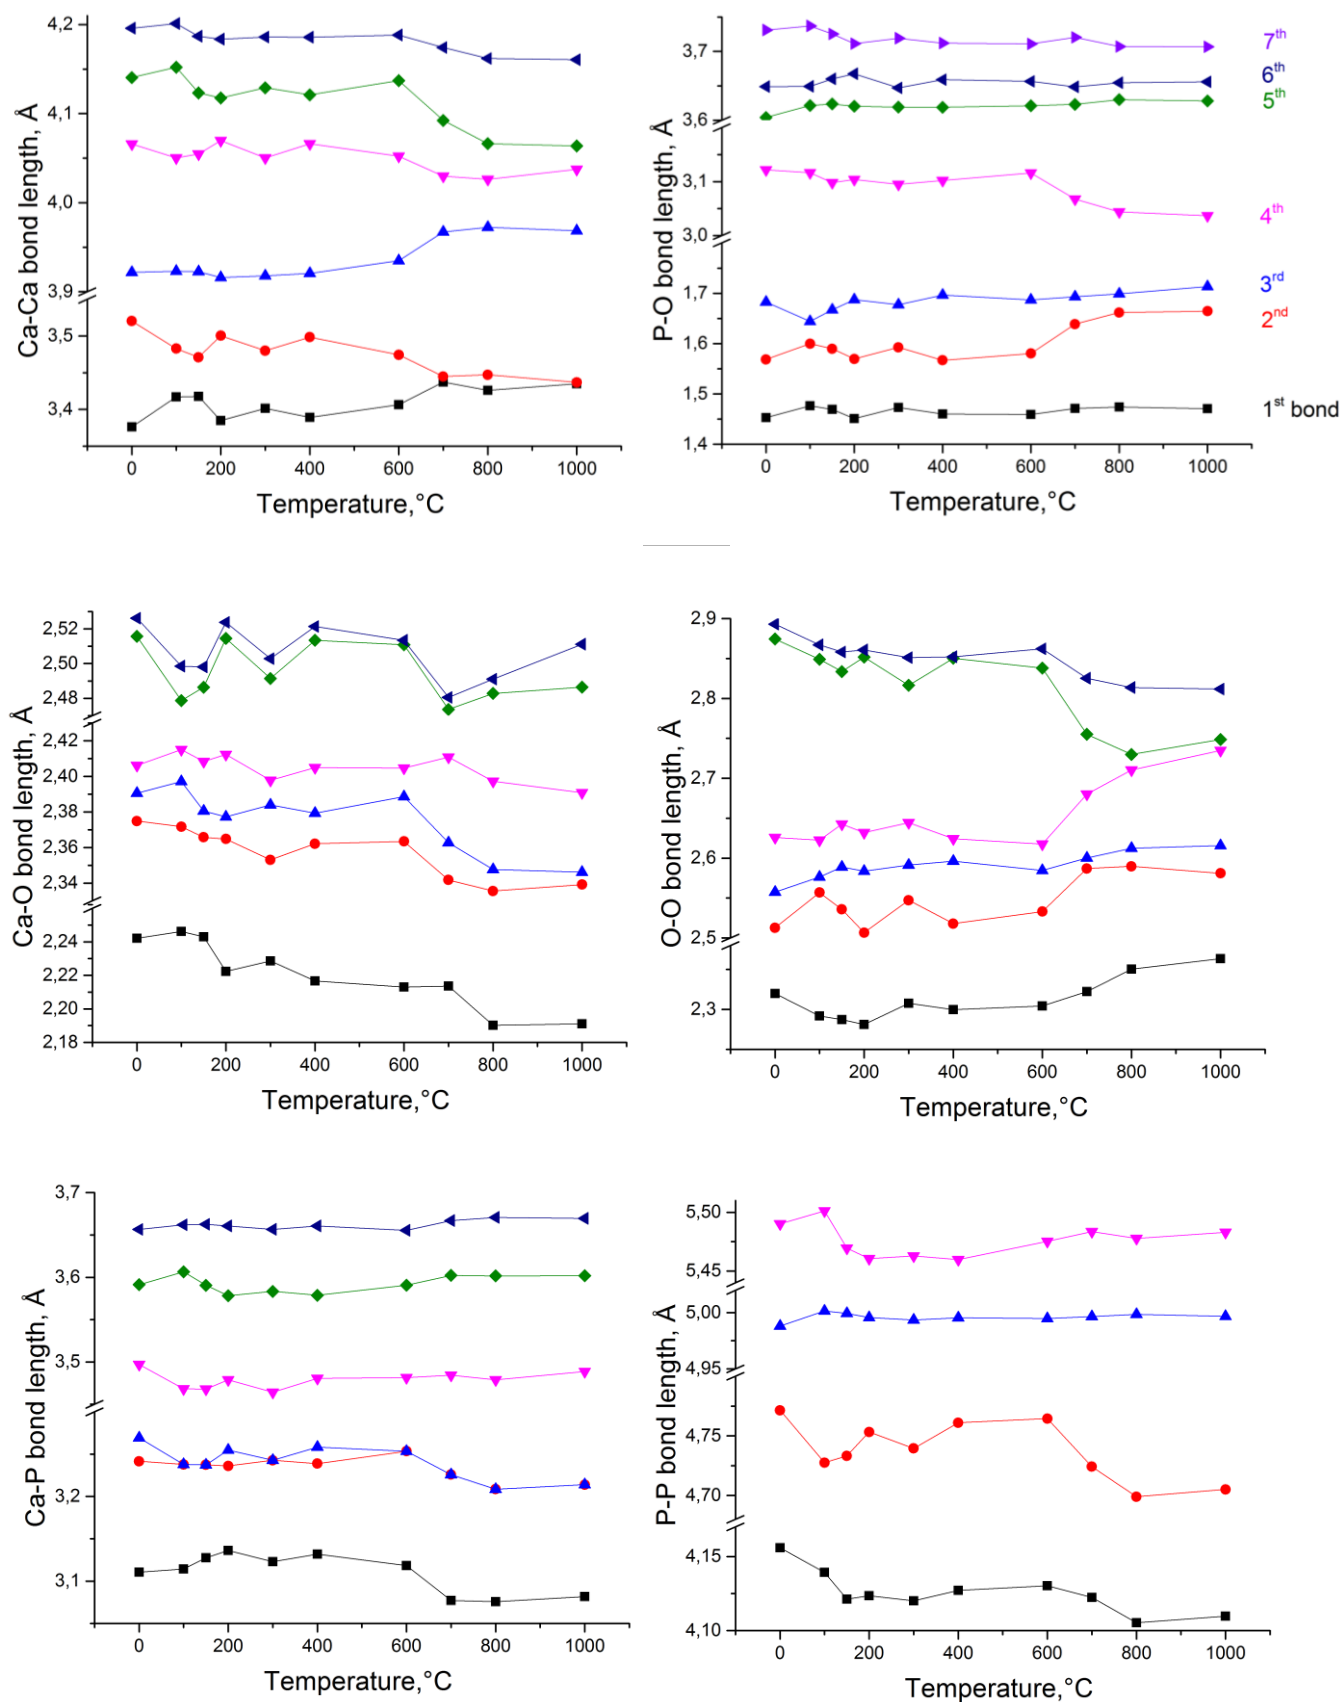 Ca-Ca bond length, Å
4,2
4,1
4,0
3,9
3,5
3,4
0 200 400 600 800 1000
Temperature,°C
P-O bond length, Å
3,7
3,6
3,1
3,0
1,7
1,6
1,5
1,4
0 200 400 600 800 1000
Temperature,°C
7th
6th
5th
4th
3rd
2nd
1st bond
Ca-O bond length, Å
2,52
2,50
2,48
2,42
2,40
2,38
2,36
2,34
2,24
2,22
2,20
2,18
0 200 400 600 800 1000
Temperature,°C
O-O bond length, Å
2,9
2,8
2,7
2,6
2,5
2,3
0 200 400 600 800 1000
Temperature,°C
Ca-P bond length, Å
3,7
3,6
3,5
3,2
3,1
0 200 400 600 800 1000
Temperature,°C
P-P bond length, Å
5,50
5,45
5,00
4,95
4,75
4,70
4,15
4,10
0 200 400 600 800 1000
Temperature,°C